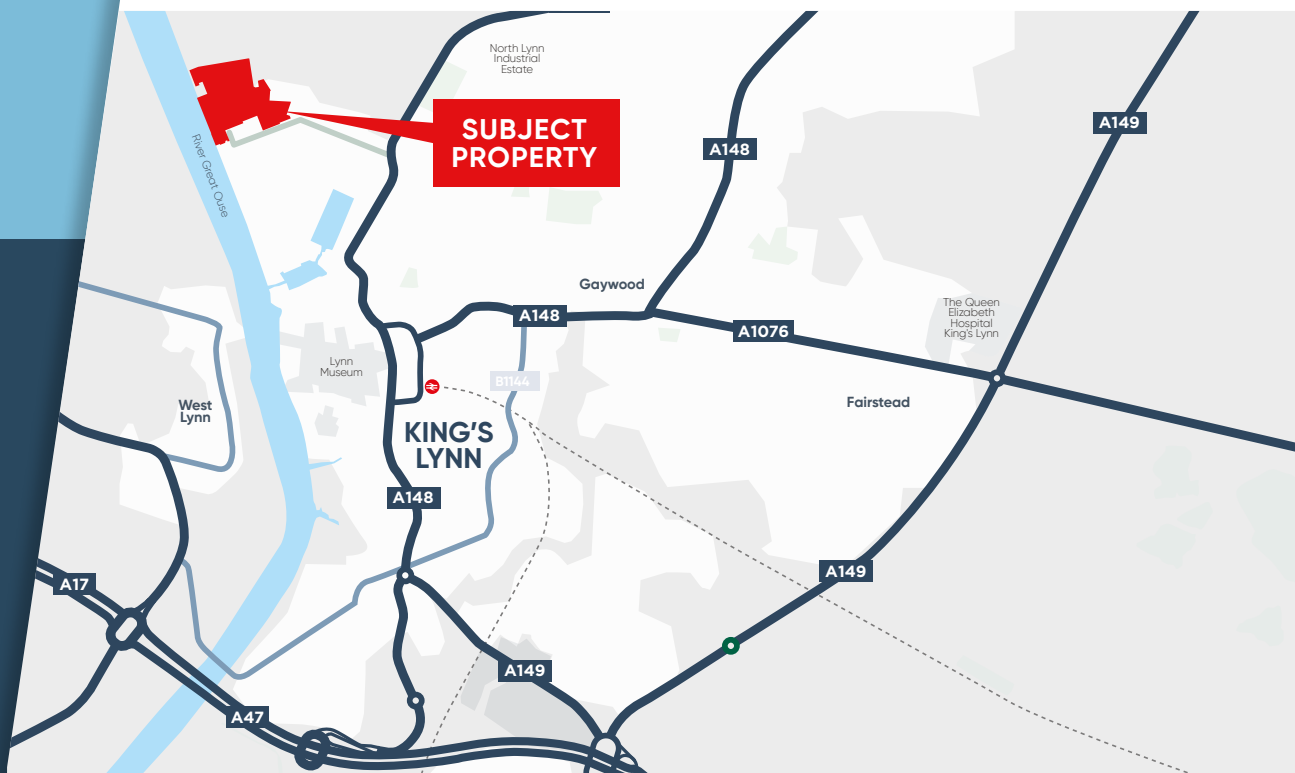 North Lynn
Industrial
Estate
SUBJECT
PROPERTY
A149
A148
River Great Ouse
Gaywood
A148
A1076
The Queen
Elizabeth
Hospital
King's Lynn
Lynn
Museum
B1144
West
Lynn
Fairstead
KING'S
LYNN
A148
A149
A17
A149
A47